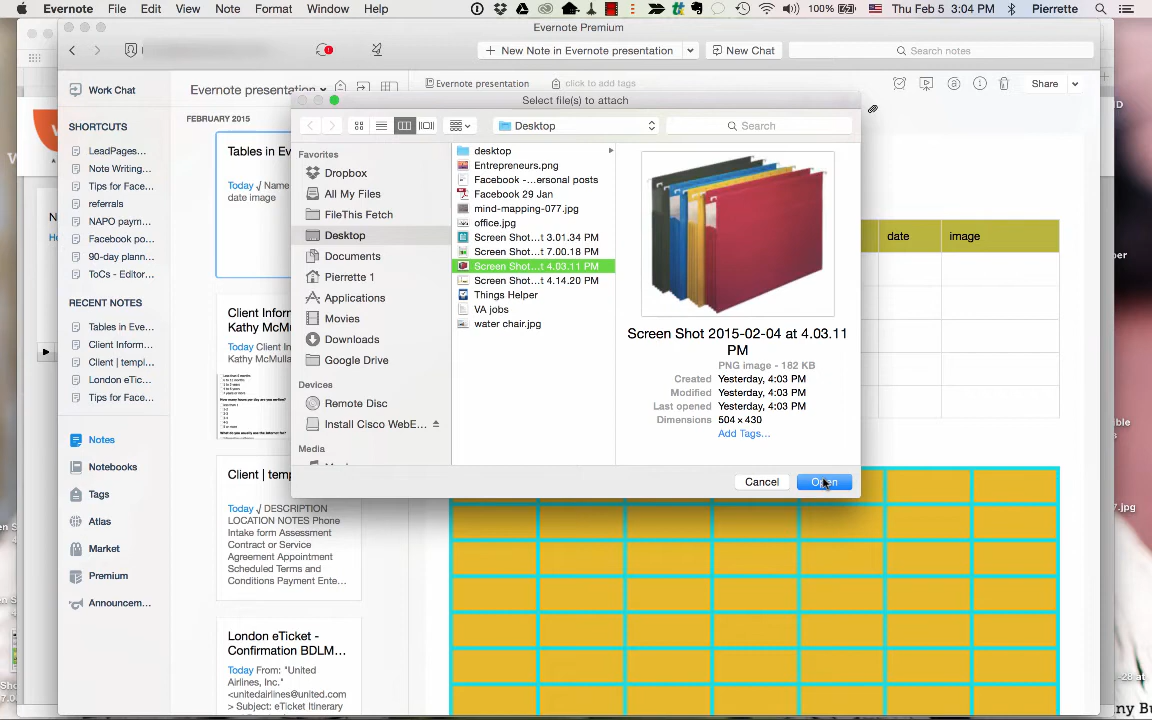 Evernote File Edit View Note Format Window Help 100% Thu Feb 5 3:04 PM Pierrette
Evernote Premium
New Note in Evernote presentation New Chat Search notes
Work Chat
SHORTCUTS
LeadPages...
Note Writing...
Tips for Face...
referrals
NAPO paym...
Facebook po...
90-day plann...
ToCs - Editor...
RECENT NOTES
Tables in Eve...
Client Inform...
Client | templ...
London eTic...
Tips for Face...
Notes
Notebooks
Tags
Atlas
Market
Premium
Announcem...
Evernote presentation
FEBRUARY 2015
Tables in Ev
Today Name
date image
Client Infor
Kathy McMu
Today Client I
Kathy McMulla
Client | temp
Today DESCRIPTION
LOCATION NOTES Phone
Intake form Assessment
Contract or Service
Agreement Appointment
Scheduled Terms and
Conditions Payment Ente...
London eTicket -
Confirmation BDLM...
Today From: "United
Airlines, Inc."
<unitedairlines@united.com
> Subject: eTicket Itinerary
Evernote presentation click to add tags
Share
Select file(s) to attach
Desktop
Search
Favorites
Dropbox
All My Files
FileThis Fetch
Desktop
Documents
Pierrette 1
Applications
Movies
Downloads
Google Drive
Devices
Remote Disc
Install Cisco WebE...
Media
desktop
Entrepreneurs.png
Facebook -...ersonal posts
Facebook 29 Jan
mind-mapping-077.jpg
office.jpg
Screen Shot...t 3.01.34 PM
Screen Shot...t 7.00.18 PM
Screen Shot...t 4.03.11 PM
Screen Shot...t 4.14.20 PM
Things Helper
VA jobs
water chair.jpg
Screen Shot 2015-02-04 at 4.03.11
PM
PNG image - 182 KB
Created Yesterday, 4:03 PM
Modified Yesterday, 4:03 PM
Last opened Yesterday, 4:03 PM
Dimensions 504 × 430
Add Tags...
Cancel
Open
date image
7.jpg
ny Bu